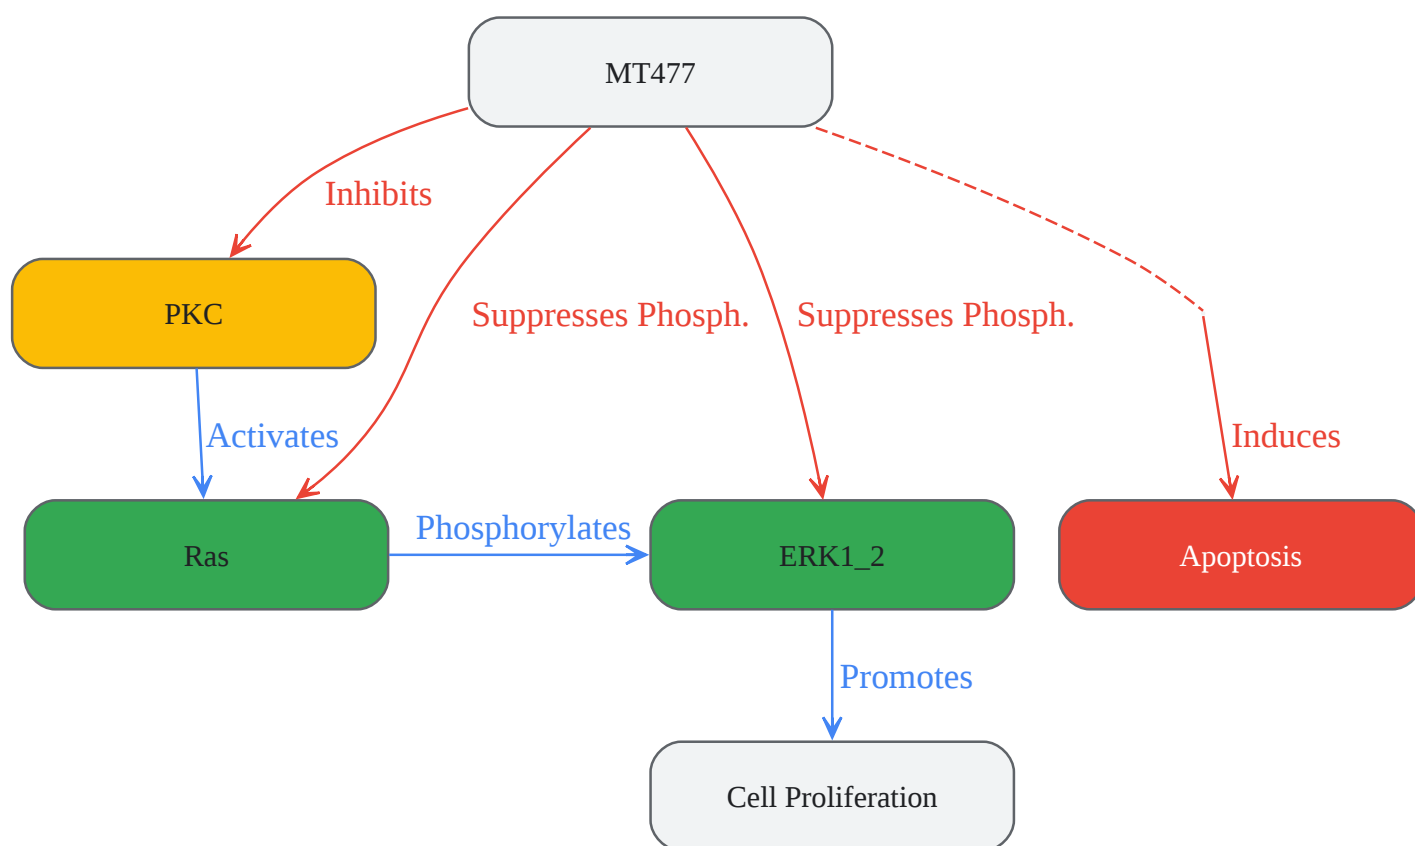 MT477
Inhibits
PKC
Suppresses Phosph.
Suppresses Phosph.
Activates
Induces
Ras
Phosphorylates
ERK1_2
Apoptosis
Promotes
Cell Proliferation